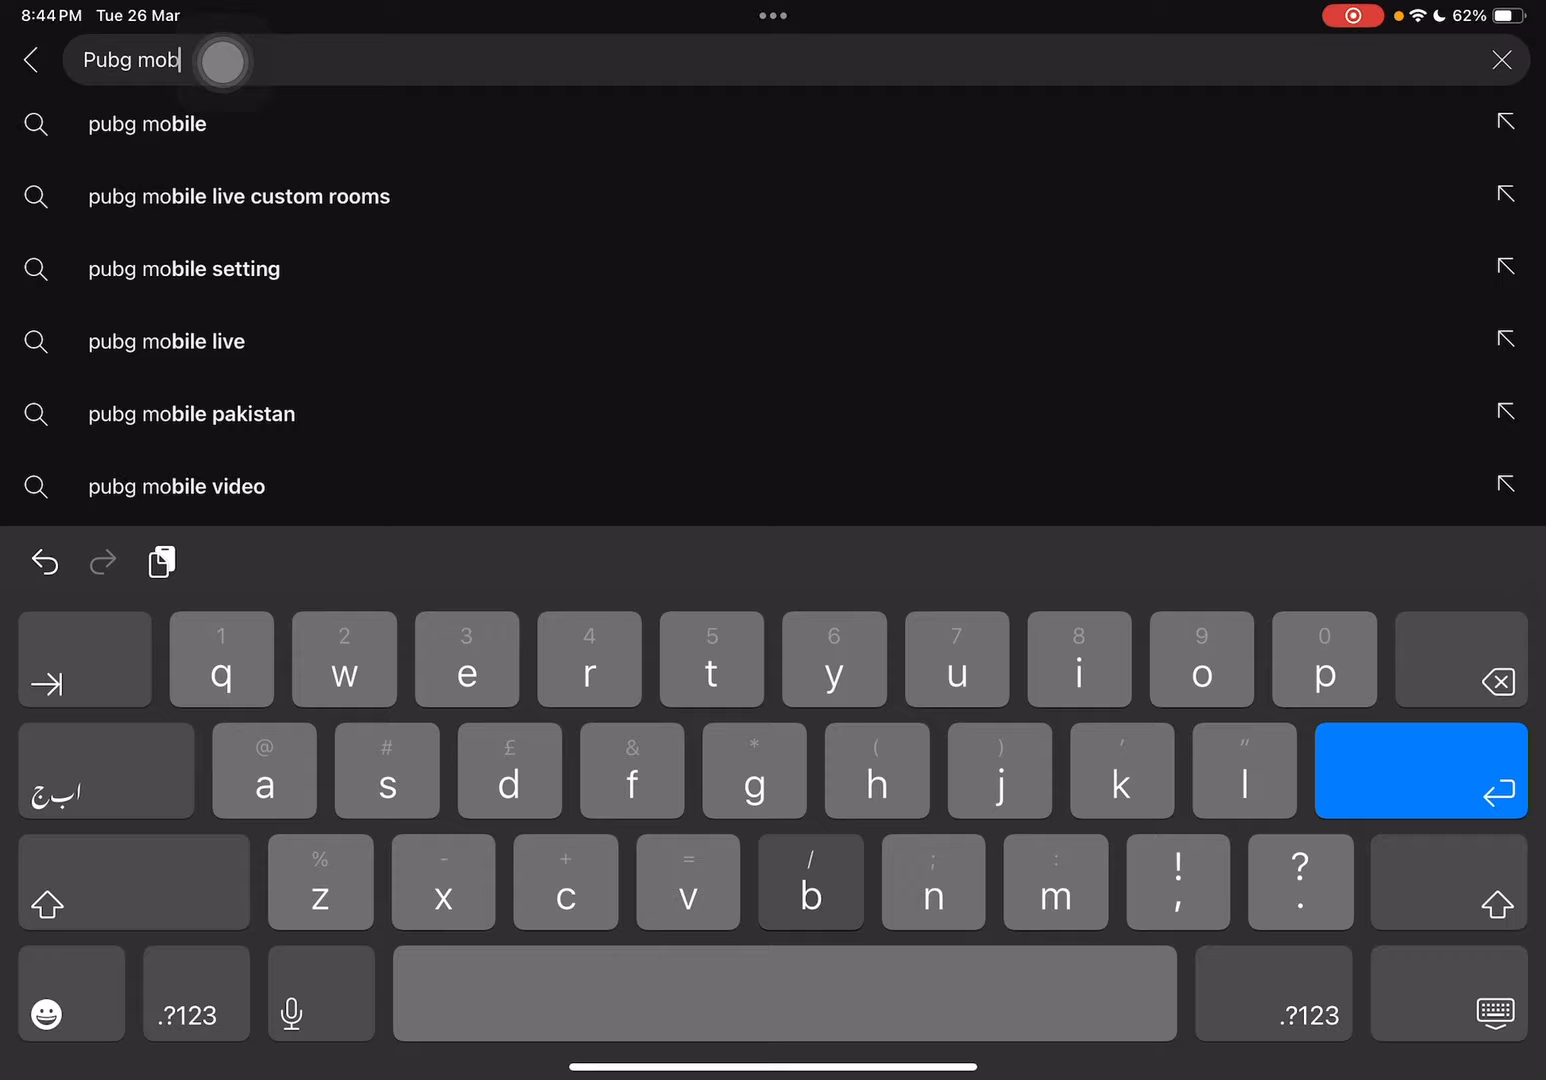 8:44 PM Tue 26 Mar
62%
Pubg mob
pubg mobile
pubg mobile live custom rooms
pubg mobile setting
pubg mobile live
pubg mobile pakistan
pubg mobile video
1 2 3 4 5 6 7 8 9 0
q w e r t y u i o p
@ # £ & * ( ) ' "
ا ب ج a s d f g h j k l
% - + = / ; : ! ?
z x c v b n m , .
.?123 .?123